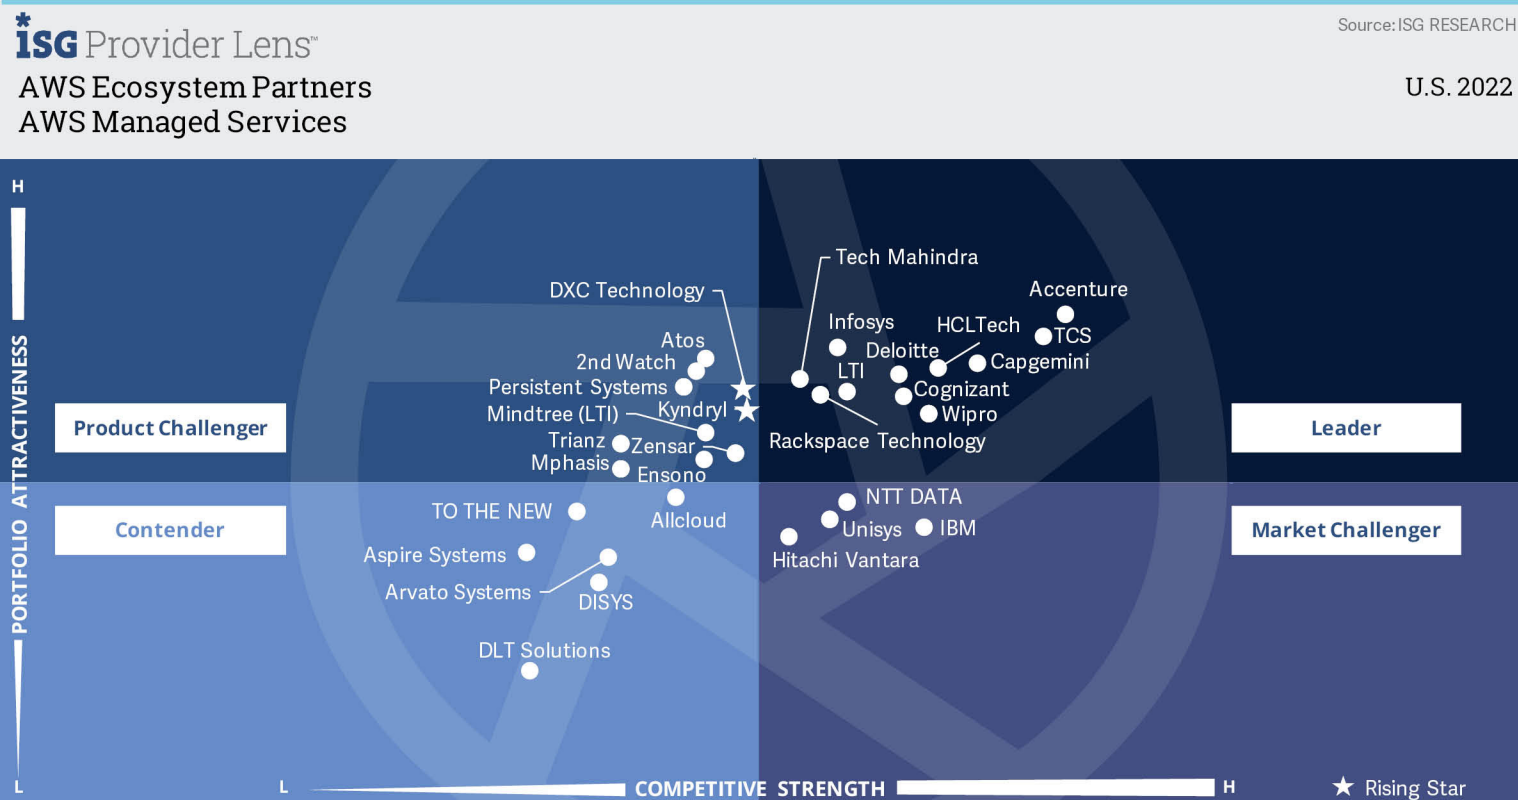 ISG Provider Lens™
Source: ISG RESEARCH
AWS Ecosystem Partners
U.S. 2022
AWS Managed Services
H
PORTFOLIO ATTRACTIVENESS
L
Product Challenger
Leader
Contender
Market Challenger
DXC Technology
Atos
2nd Watch
Persistent Systems
Mindtree (LTI)
Kyndryl
Trianz
Zensar
Mphasis
Ensono
Tech Mahindra
Accenture
Infosys
HCLTech
TCS
Deloitte
Capgemini
LTI
Cognizant
Wipro
Rackspace Technology
TO THE NEW
Allcloud
Aspire Systems
Arvato Systems
DISYS
DLT Solutions
NTT DATA
Unisys
IBM
Hitachi Vantara
L
COMPETITIVE STRENGTH
H
Rising Star